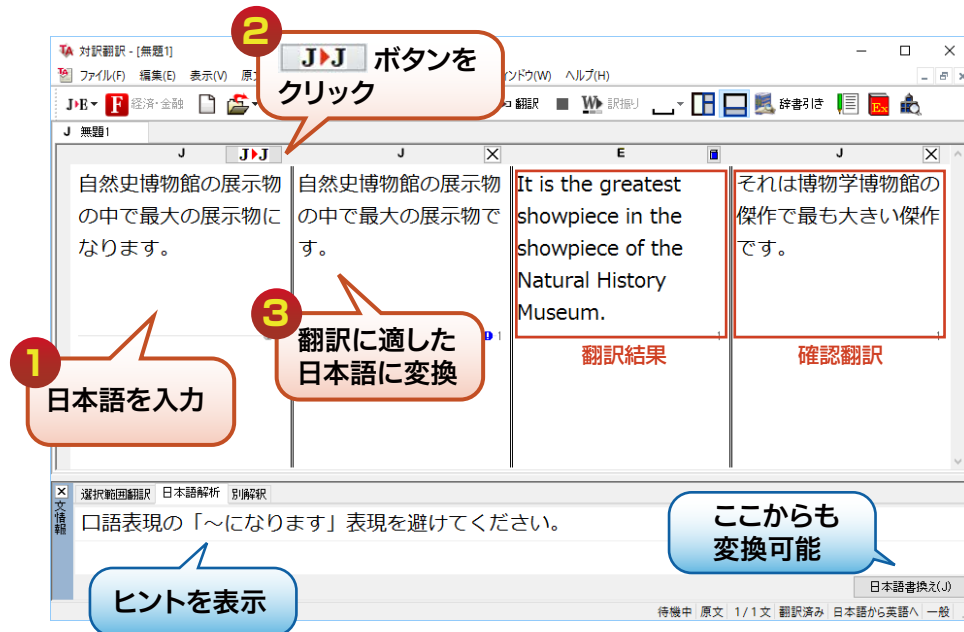 2
J▶J ボタンを
クリック
対訳翻訳 - [無題1]
ファイル(F) 編集(E) 表示(V) ヘルプ(H)
J▶E F 経済・金融 翻訳 訳振り 辞書引き Ex
J 無題1
J J▶J J E J
自然史博物館の展示物
の中で最大の展示物に
なります。
自然史博物館の展示物
の中で最大の展示物で
す。
It is the greatest
showpiece in the
showpiece of the
Natural History
Museum.
1
それは博物学博物館の
傑作で最も大きい傑作
です。
1
3
翻訳に適した
日本語に変換
1
翻訳結果
確認翻訳
1
日本語を入力
文情報
選択範囲翻訳 日本語解析 別解釈
口語表現の「～になります」表現を避けてください。
ここからも
変換可能
ヒントを表示
日本語書換え(J)
待機中 原文 1/1文 翻訳済み 日本語から英語へ 一般